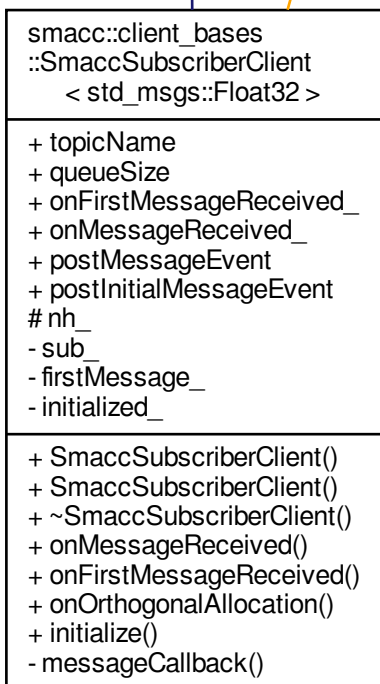 smacc::client_bases
::SmaccSubscriberClient
< std_msgs::Float32 >
+ topicName
+ queueSize
+ onFirstMessageReceived_
+ onMessageReceived_
+ postMessageEvent
+ postInitialMessageEvent
# nh_
- sub_
- firstMessage_
- initialized_
+ SmaccSubscriberClient()
+ SmaccSubscriberClient()
+ ~SmaccSubscriberClient()
+ onMessageReceived()
+ onFirstMessageReceived()
+ onOrthogonalAllocation()
+ initialize()
- messageCallback()